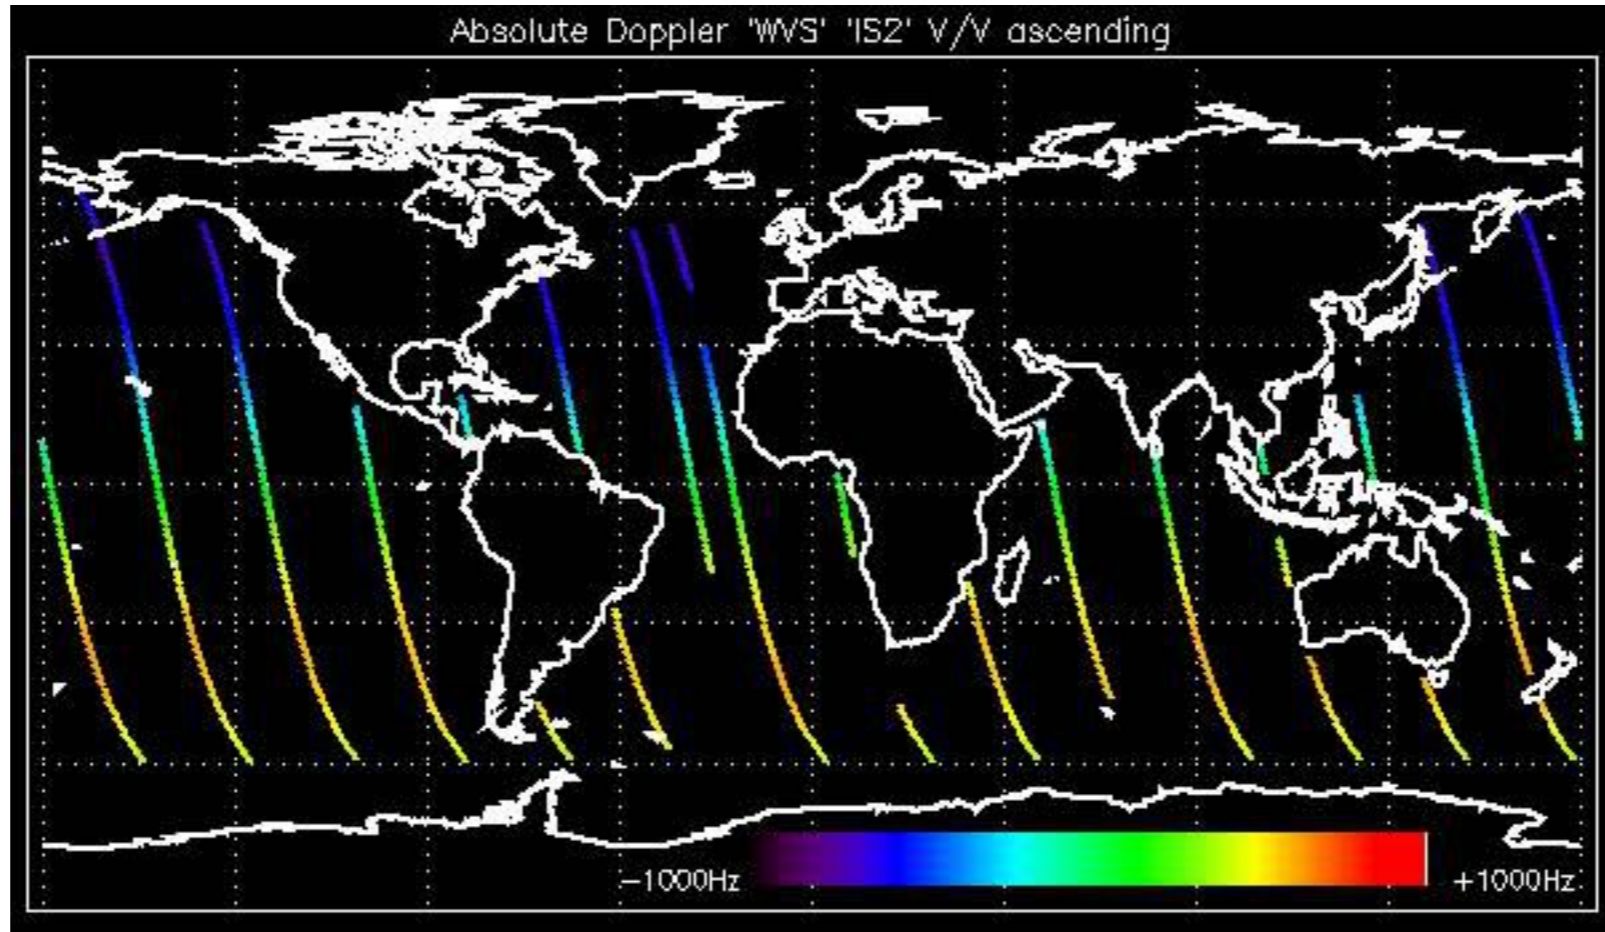 Absolute Doppler 'WVS' 'IS2' V/V ascending
−1000Hz
+1000Hz